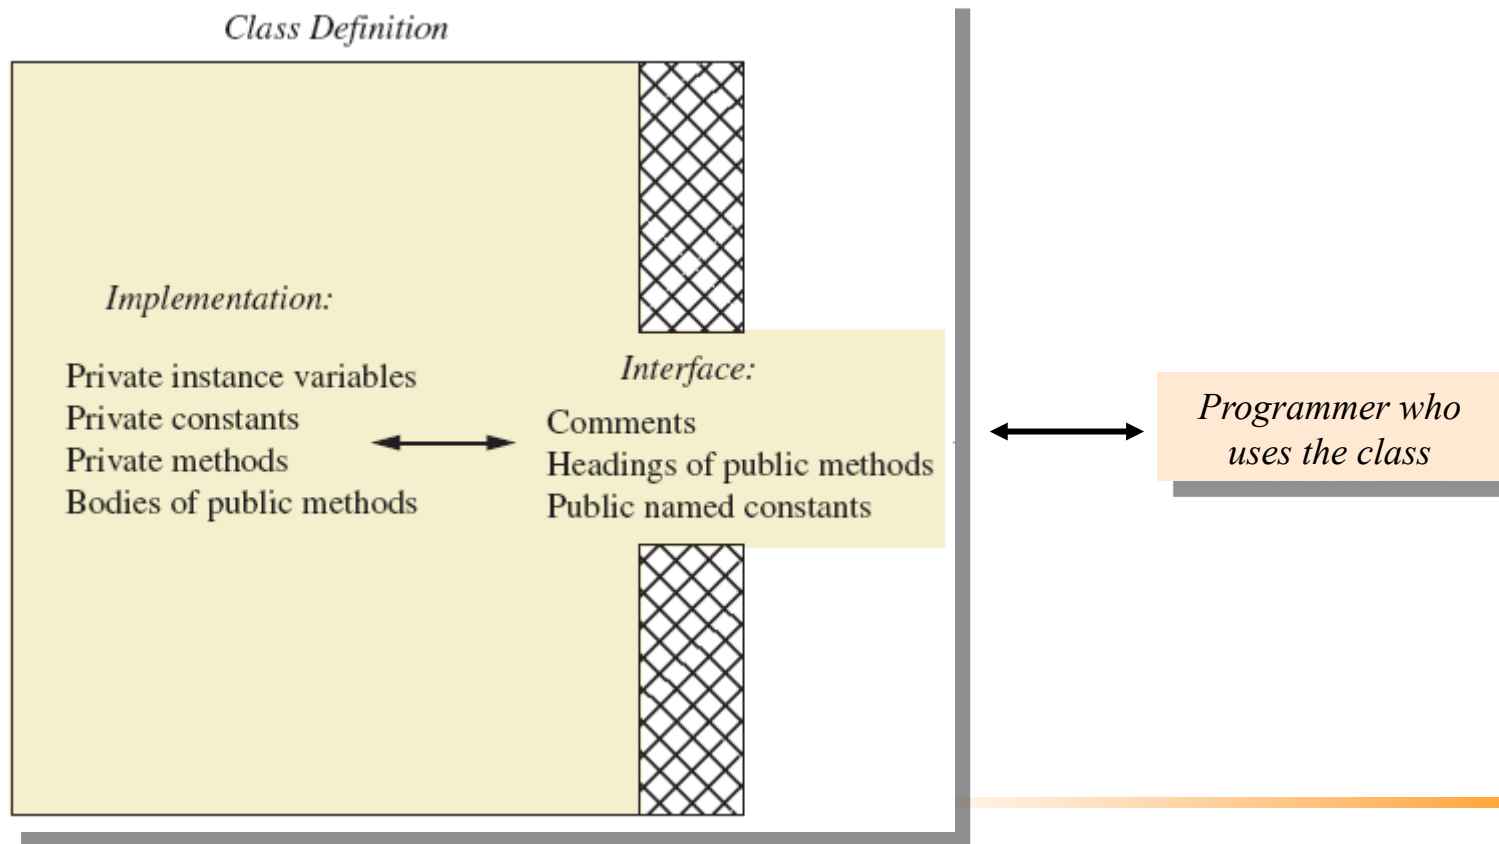 Class Definition
Implementation:
Private instance variables
Private constants
Private methods
Bodies of public methods
Interface:
Comments
Headings of public methods
Public named constants
Programmer who
uses the class